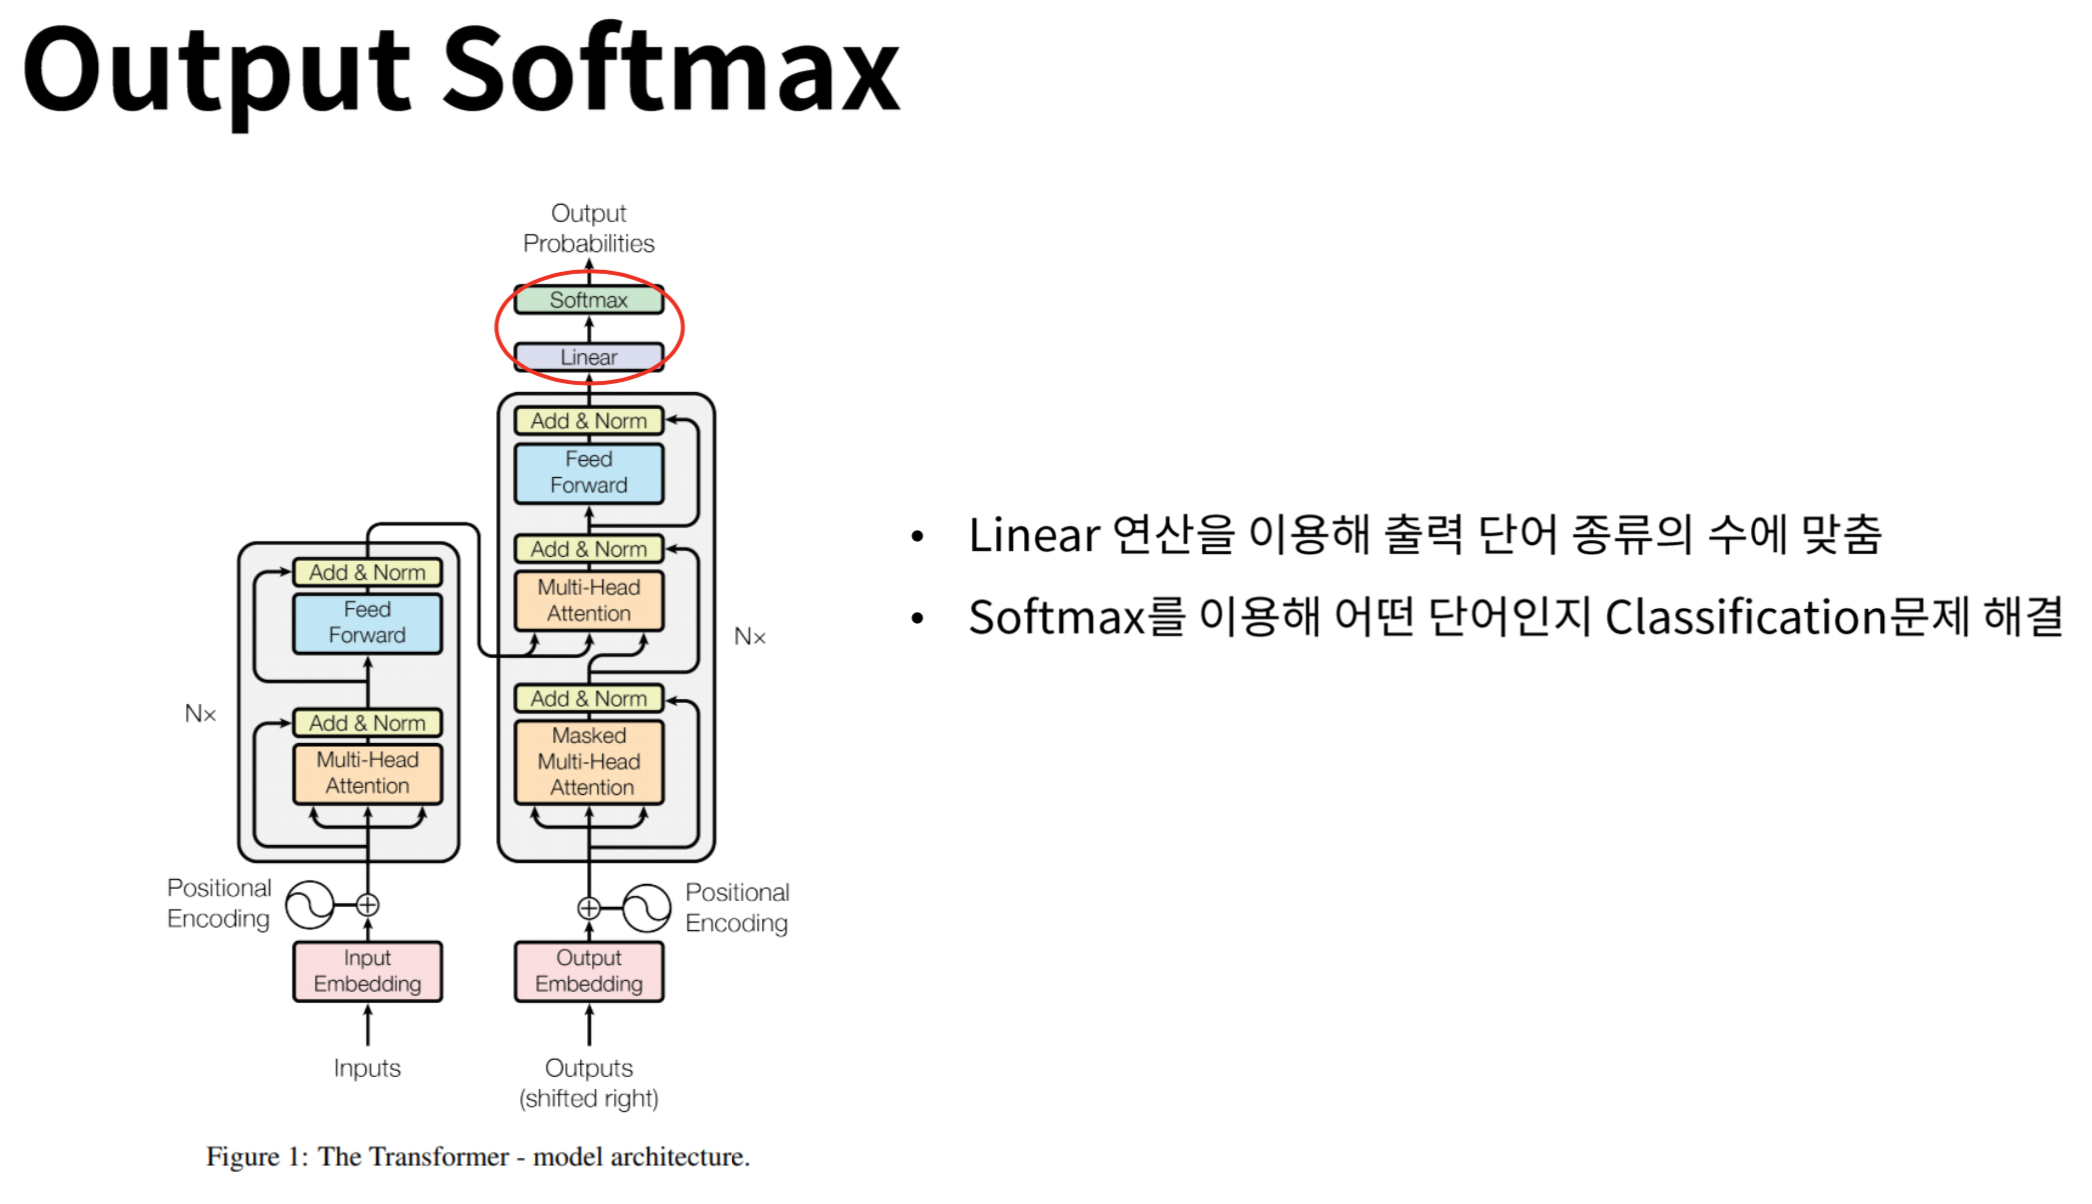 Output Softmax
Output
Probabilities
Softmax
Linear
Add & Norm
Feed
Forward
Add & Norm
Multi-Head
Attention
Nx
Add & Norm
Masked
Multi-Head
Attention
Add & Norm
Feed
Forward
Nx
Add & Norm
Multi-Head
Attention
Positional
Encoding
Positional
Encoding
Input
Embedding
Output
Embedding
Inputs
Outputs
(shifted right)
Figure 1: The Transformer - model architecture.
• Linear 연산을 이용해 출력 단어 종류의 수에 맞춤
• Softmax를 이용해 어떤 단어인지 Classification문제 해결